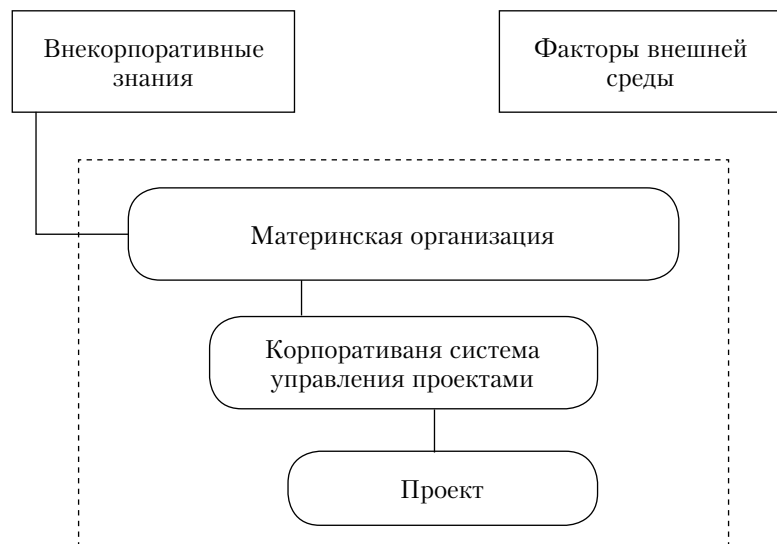 Внекорпоративные
знания
Факторы внешней
среды
Материнская организация
Корпоративаня система
управления проектами
Проект